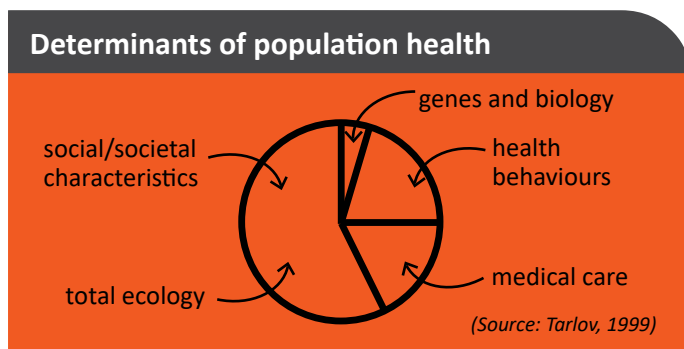 Determinants of population health
genes and biology
social/societal
characteristics
health
behaviours
total ecology
medical care
(Source: Tarlov, 1999)